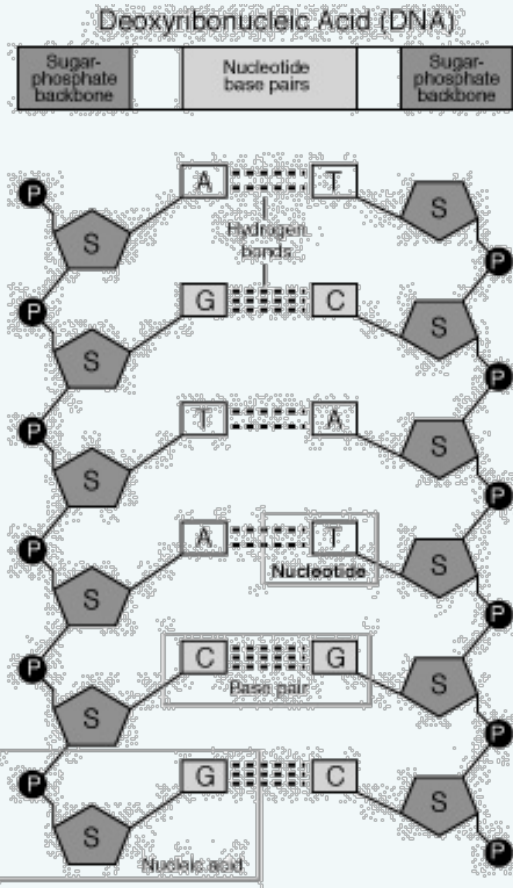 Deoxyribonucleic Acid (DNA)
Sugar-
phosphate
backbone
Nucleotide
base pairs
Sugar-
phosphate
backbone
P A T S
S Hydrogen P
bonds
P G C S
S P
P T A S
S P
P A T S
Nucleotide
S P
P C G S
Base pair
S P
P G C S
S P
Nucleic acid